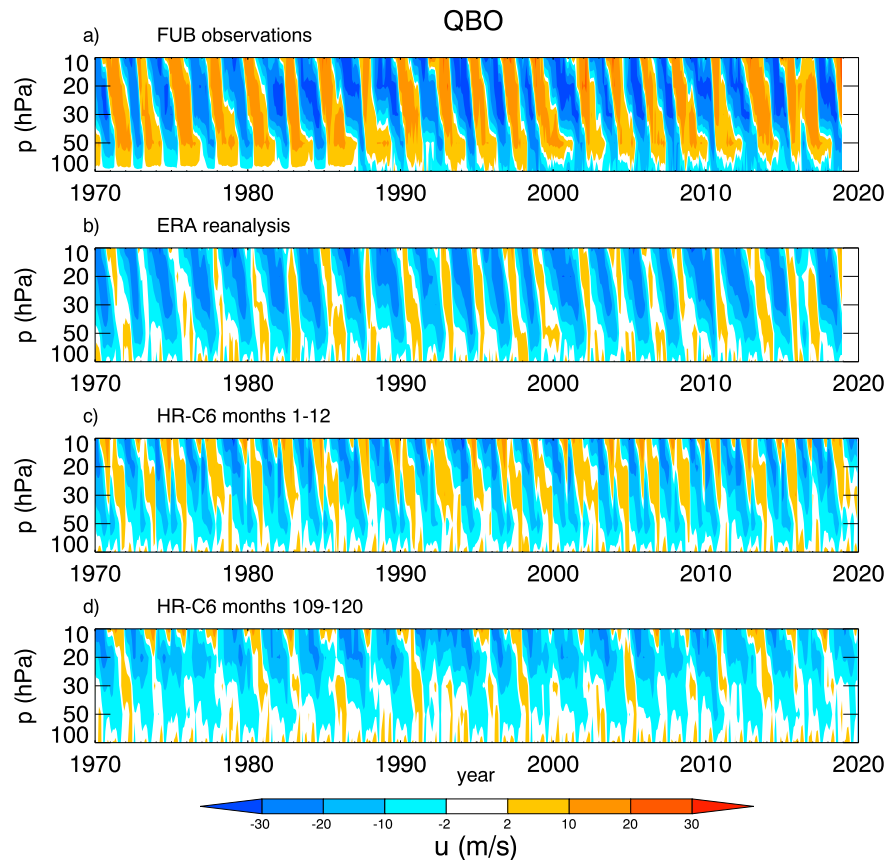 QBO
a) FUB observations
p (hPa)
10
20
30
50
100
1970 1980 1990 2000 2010 2020
b) ERA reanalysis
p (hPa)
10
20
30
50
100
1970 1980 1990 2000 2010 2020
c) HR-C6 months 1-12
p (hPa)
10
20
30
50
100
1970 1980 1990 2000 2010 2020
d) HR-C6 months 109-120
p (hPa)
10
20
30
50
100
1970 1980 1990 2000 2010 2020
year
-30 -20 -10 -2 2 10 20 30
u (m/s)